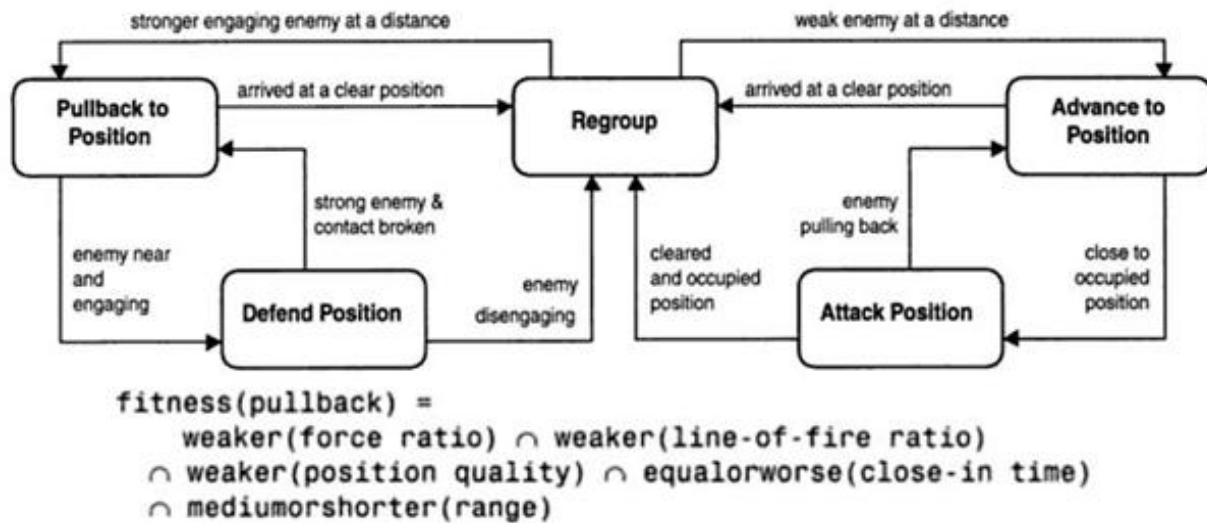 stronger engaging enemy at a distance
weak enemy at a distance
Pullback to
Position
arrived at a clear position
Regroup
arrived at a clear position
Advance to
Position
strong enemy &
contact broken
enemy
pulling back
enemy near
and
engaging
cleared
and occupied
position
close to
occupied
position
Defend Position
enemy
disengaging
Attack Position
fitness(pullback) =
weaker(force ratio) ∩ weaker(line-of-fire ratio)
∩ weaker(position quality) ∩ equalorworse(close-in time)
∩ mediumorshorter(range)